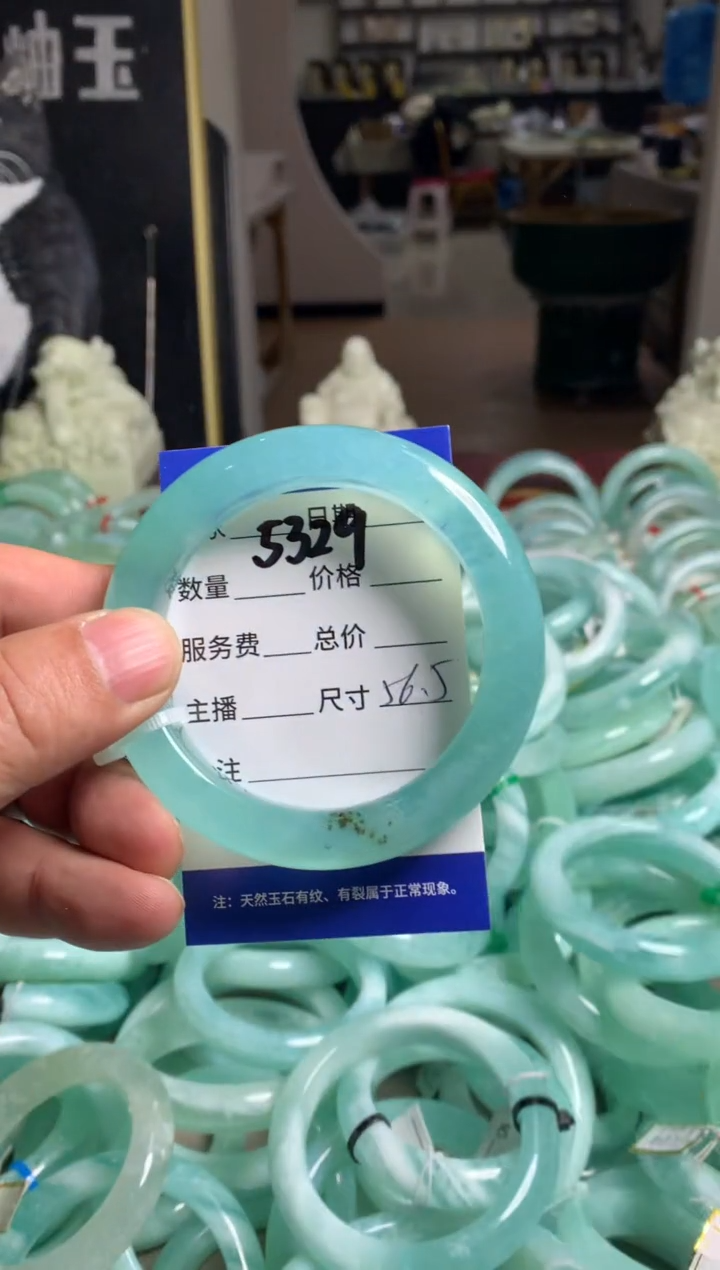 岫玉
日期
5329
数量 价格
服务费 总价
主播 尺寸 56.5
注
注：天然玉石有纹、有裂属于正常现象。